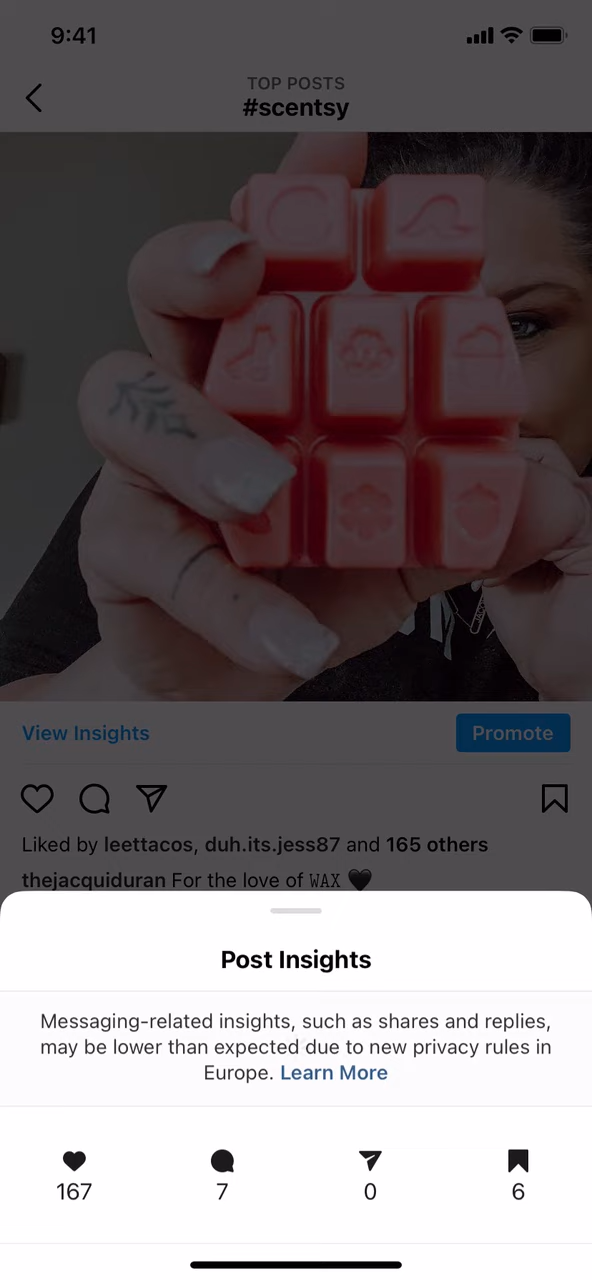 9:41
TOP POSTS
#scentsy
View Insights
Promote
Liked by leettacos, duh.its.jess87 and 165 others
thejacquiduran For the love of WAX 🖤
Post Insights
Messaging-related insights, such as shares and replies,
may be lower than expected due to new privacy rules in
Europe. Learn More
167
7
0
6